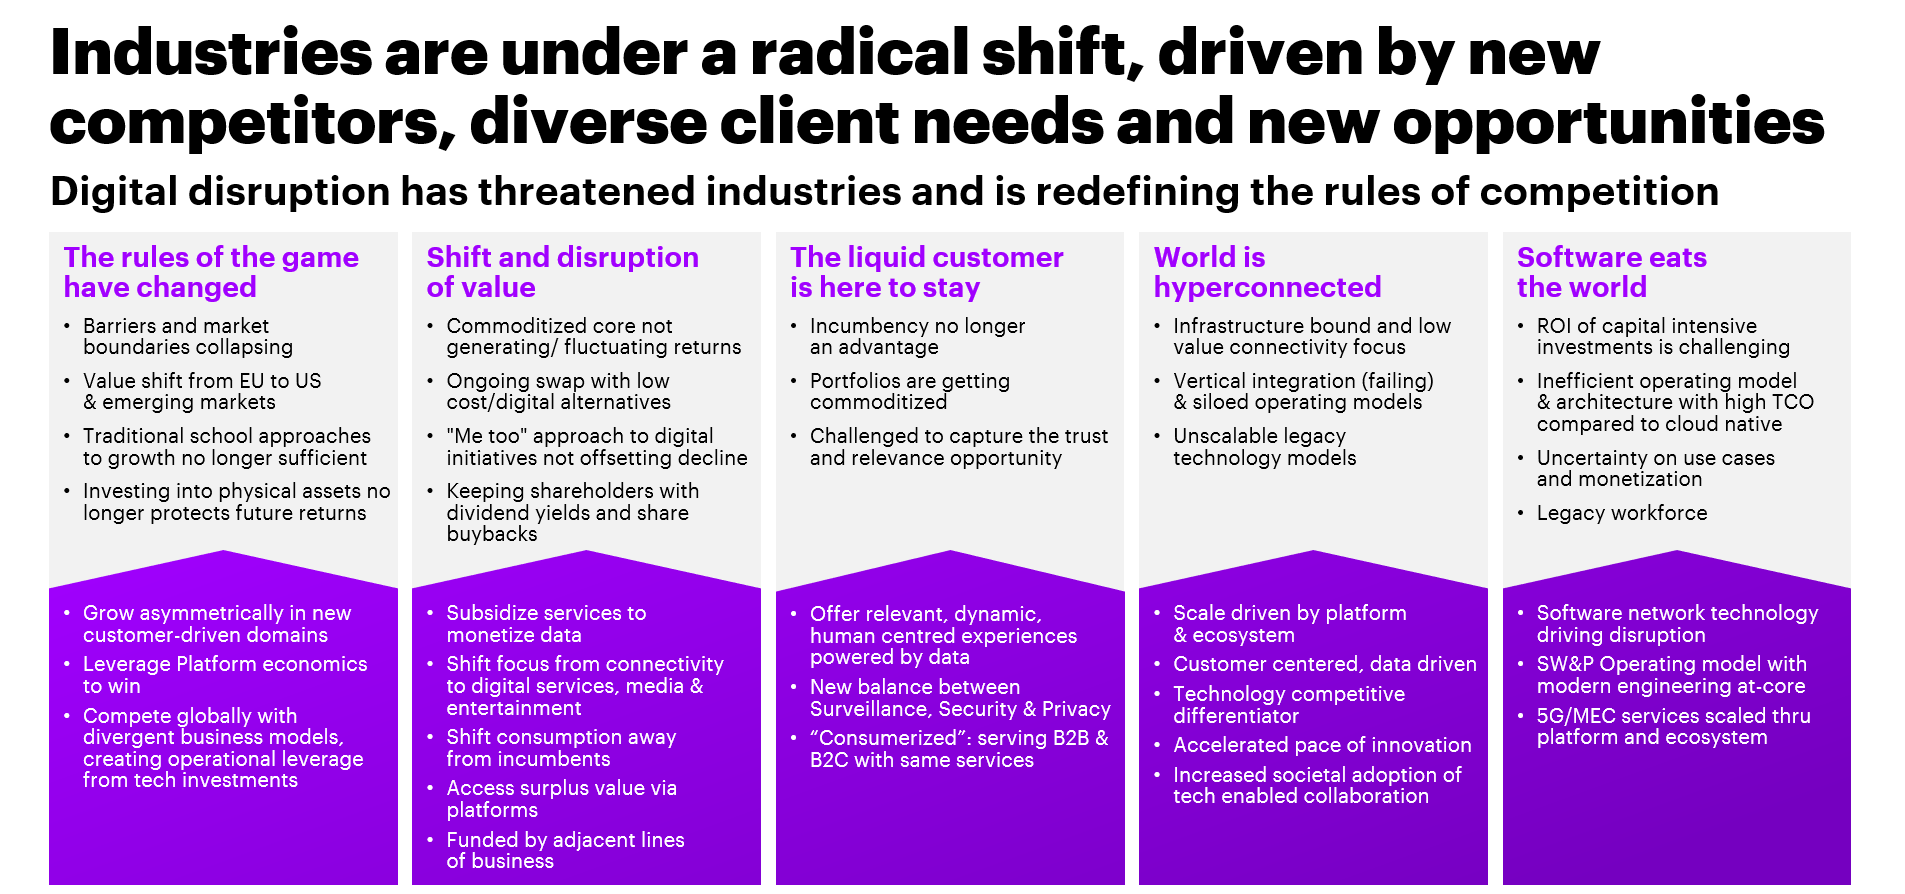 Industries are under a radical shift, driven by new
competitors, diverse client needs and new opportunities
Digital disruption has threatened industries and is redefining the rules of competition
The rules of the game
have changed
• Barriers and market
boundaries collapsing
• Value shift from EU to US
& emerging markets
• Traditional school approaches
to growth no longer sufficient
• Investing into physical assets no
longer protects future returns
• Grow asymmetrically in new
customer-driven domains
• Leverage Platform economics
to win
• Compete globally with
divergent business models,
creating operational leverage
from tech investments
Shift and disruption
of value
• Commoditized core not
generating/ fluctuating returns
• Ongoing swap with low
cost/digital alternatives
• "Me too" approach to digital
initiatives not offsetting decline
• Keeping shareholders with
dividend yields and share
buybacks
• Subsidize services to
monetize data
• Shift focus from connectivity
to digital services, media &
entertainment
• Shift consumption away
from incumbents
• Access surplus value via
platforms
• Funded by adjacent lines
of business
The liquid customer
is here to stay
• Incumbency no longer
an advantage
• Portfolios are getting
commoditized
• Challenged to capture the trust
and relevance opportunity
• Offer relevant, dynamic,
human centred experiences
powered by data
• New balance between
Surveillance, Security & Privacy
• “Consumerized”: serving B2B &
B2C with same services
World is
hyperconnected
• Infrastructure bound and low
value connectivity focus
• Vertical integration (failing)
& siloed operating models
• Unscalable legacy
technology models
• Scale driven by platform
& ecosystem
• Customer centered, data driven
• Technology competitive
differentiator
• Accelerated pace of innovation
• Increased societal adoption of
tech enabled collaboration
Software eats
the world
• ROI of capital intensive
investments is challenging
• Inefficient operating model
& architecture with high TCO
compared to cloud native
• Uncertainty on use cases
and monetization
• Legacy workforce
• Software network technology
driving disruption
• SW&P Operating model with
modern engineering at-core
• 5G/MEC services scaled thru
platform and ecosystem